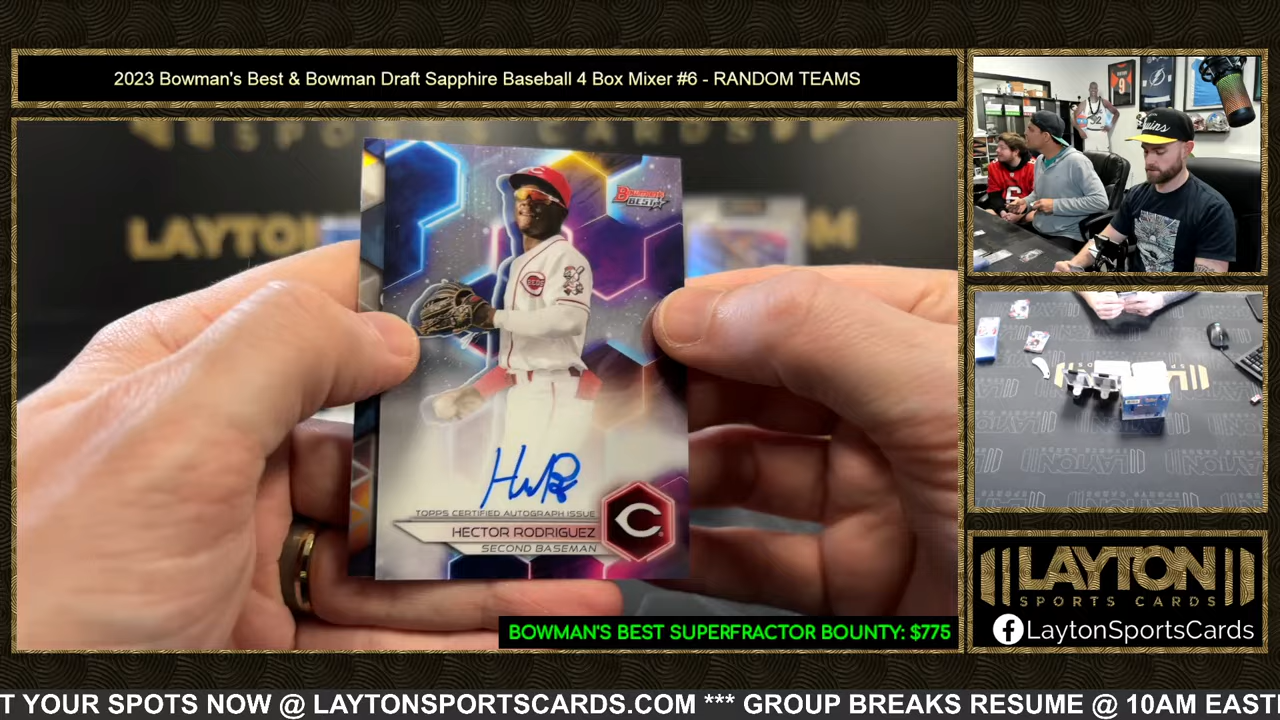 2023 Bowman's Best & Bowman Draft Sapphire Baseball 4 Box Mixer #6 - RANDOM TEAMS
LAYTON
Bowman's
BEST
REDS
TOPPS CERTIFIED AUTOGRAPH ISSUE
HECTOR RODRIGUEZ
SECOND BASEMAN
C
BOWMAN'S BEST SUPERFRACTOR BOUNTY: $775
LAYTON
SPORTS CARDS
LaytonSportsCards
T YOUR SPOTS NOW @ LAYTONSPORTSCARDS.COM *** GROUP BREAKS RESUME @ 10AM EAST